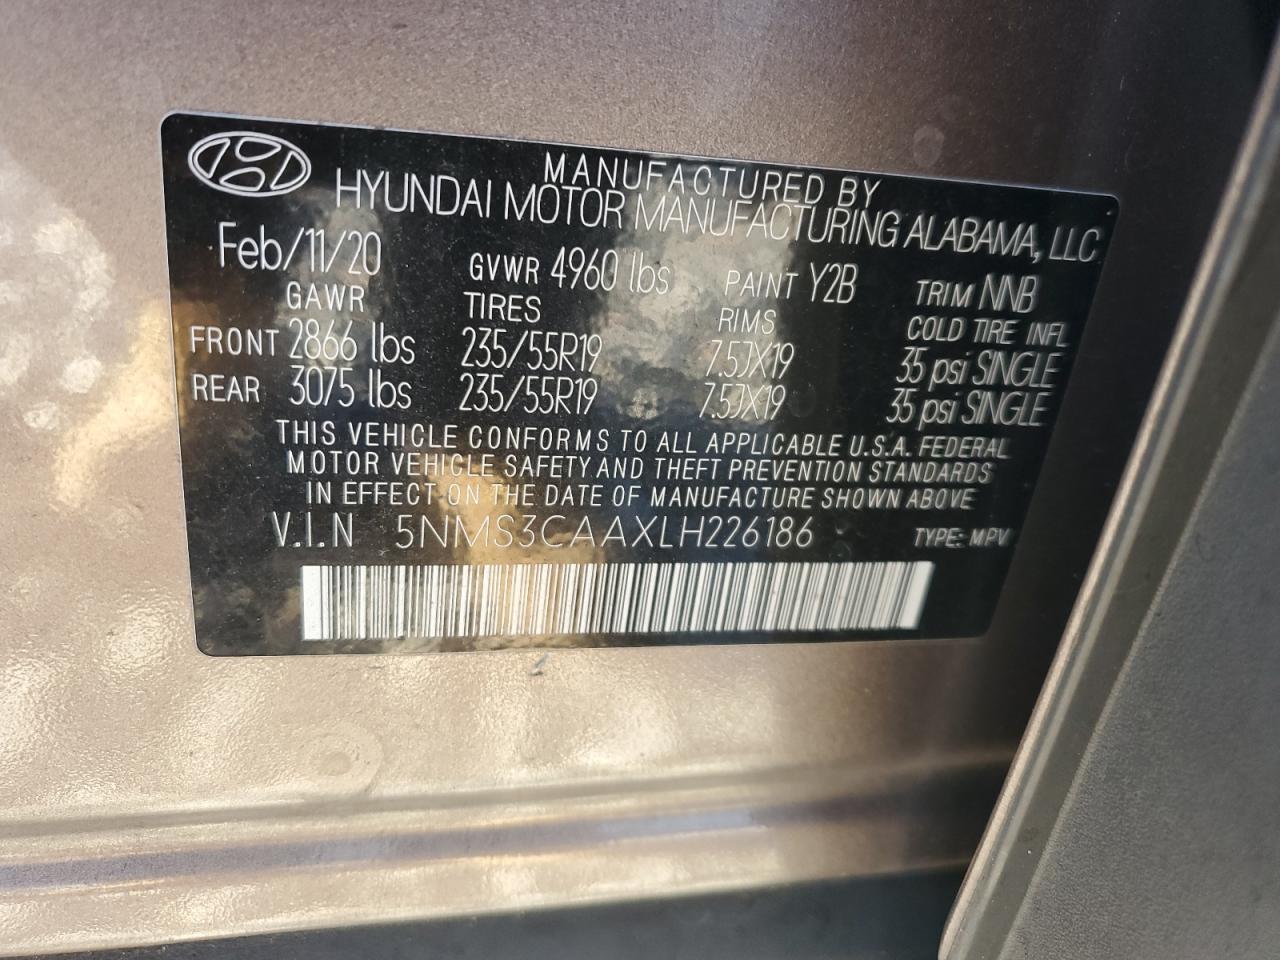 MANUFACTURED BY
HYUNDAI MOTOR MANUFACTURING ALABAMA, LLC
Feb/11/20 GVWR 4960 lbs PAINT Y2B TRIM NNB
GAWR TIRES RIMS COLD TIRE INFL
FRONT 2866 lbs 235/55R19 7.5JX19 35 psi SINGLE
REAR 3075 lbs 235/55R19 7.5JX19 35 psi SINGLE
THIS VEHICLE CONFORMS TO ALL APPLICABLE U.S.A. FEDERAL
MOTOR VEHICLE SAFETY AND THEFT PREVENTION STANDARDS
IN EFFECT ON THE DATE OF MANUFACTURE SHOWN ABOVE
V.I.N 5NMS3CAAXLH226186 TYPE: MPV